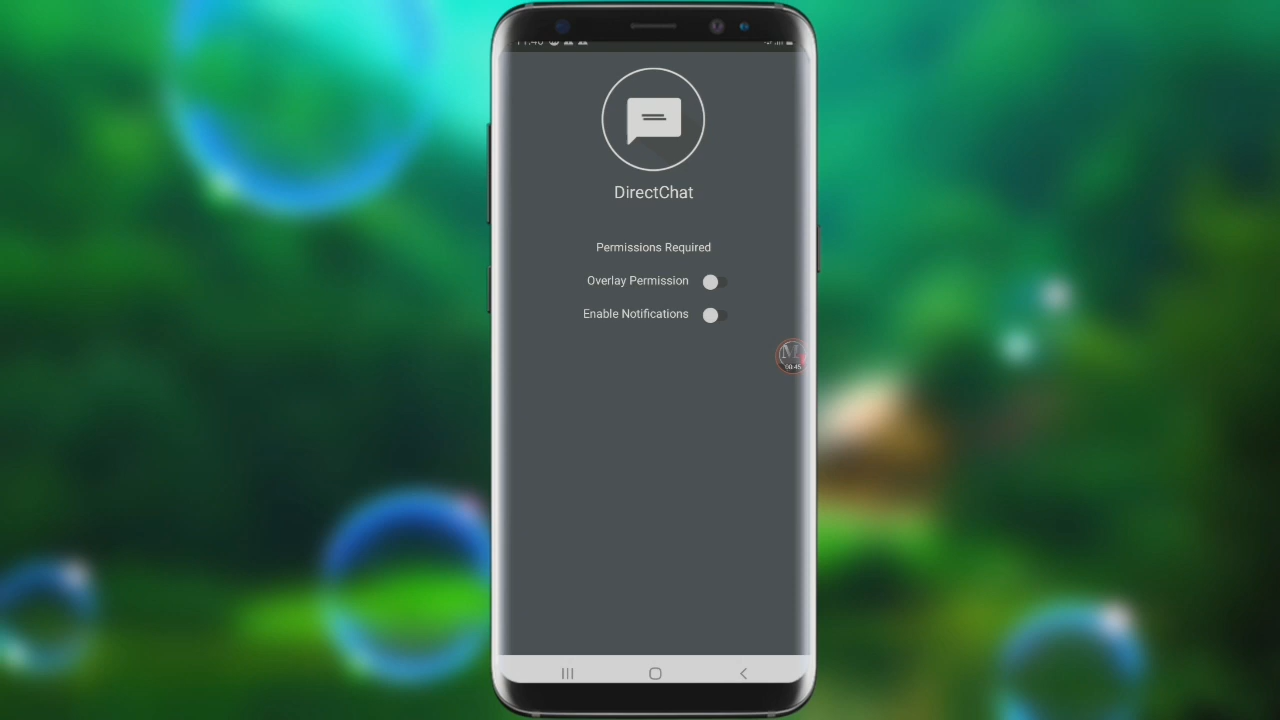 DirectChat
Permissions Required
Overlay Permission
Enable Notifications
M